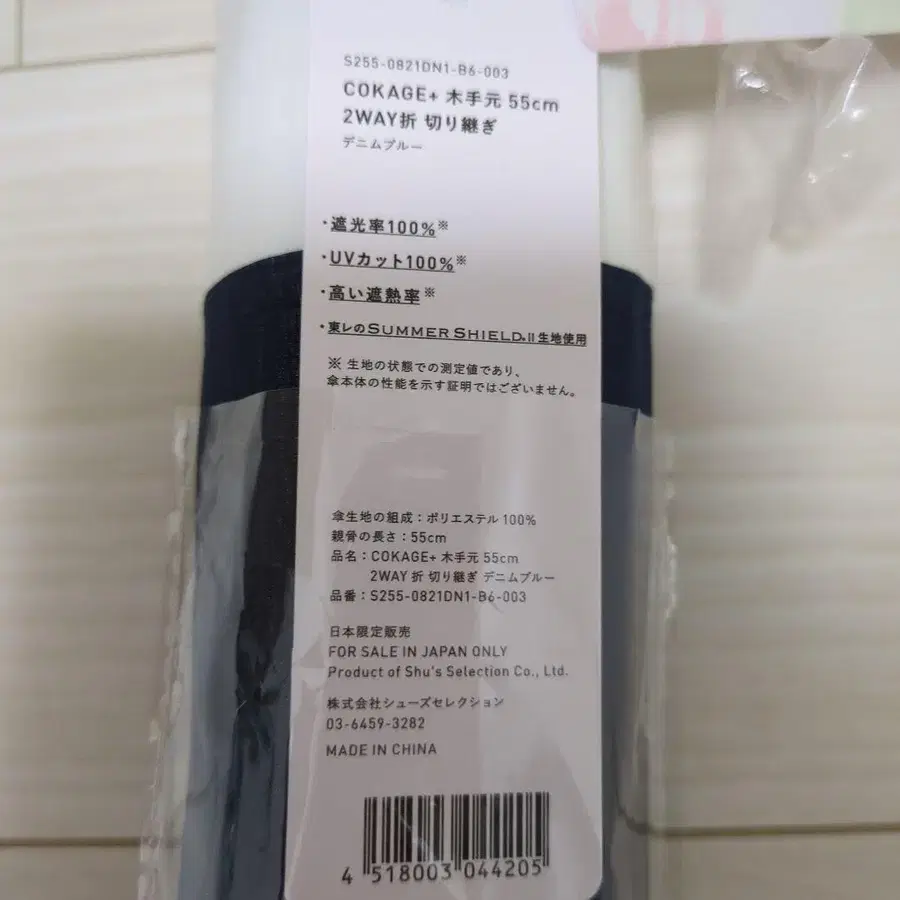 S255-0821DN1-B6-003
COKAGE+ 木手元 55cm
2WAY折 切り継ぎ
デニムブルー
・遮光率100%※
・UVカット100%※
・高い遮熱率※
・東レのSUMMER SHIELD®II生地使用
※ 生地の状態での測定値であり、
傘本体の性能を示す証明ではございません。
傘生地の組成：ポリエステル 100%
親骨の長さ：55cm
品名：COKAGE+ 木手元 55cm
2WAY 折 切り継ぎ デニムブルー
品番：S255-0821DN1-B6-003
日本限定販売
FOR SALE IN JAPAN ONLY
Product of Shu's Selection Co., Ltd.
株式会社シューズセレクション
03-6459-3282
MADE IN CHINA
4 518003 044205